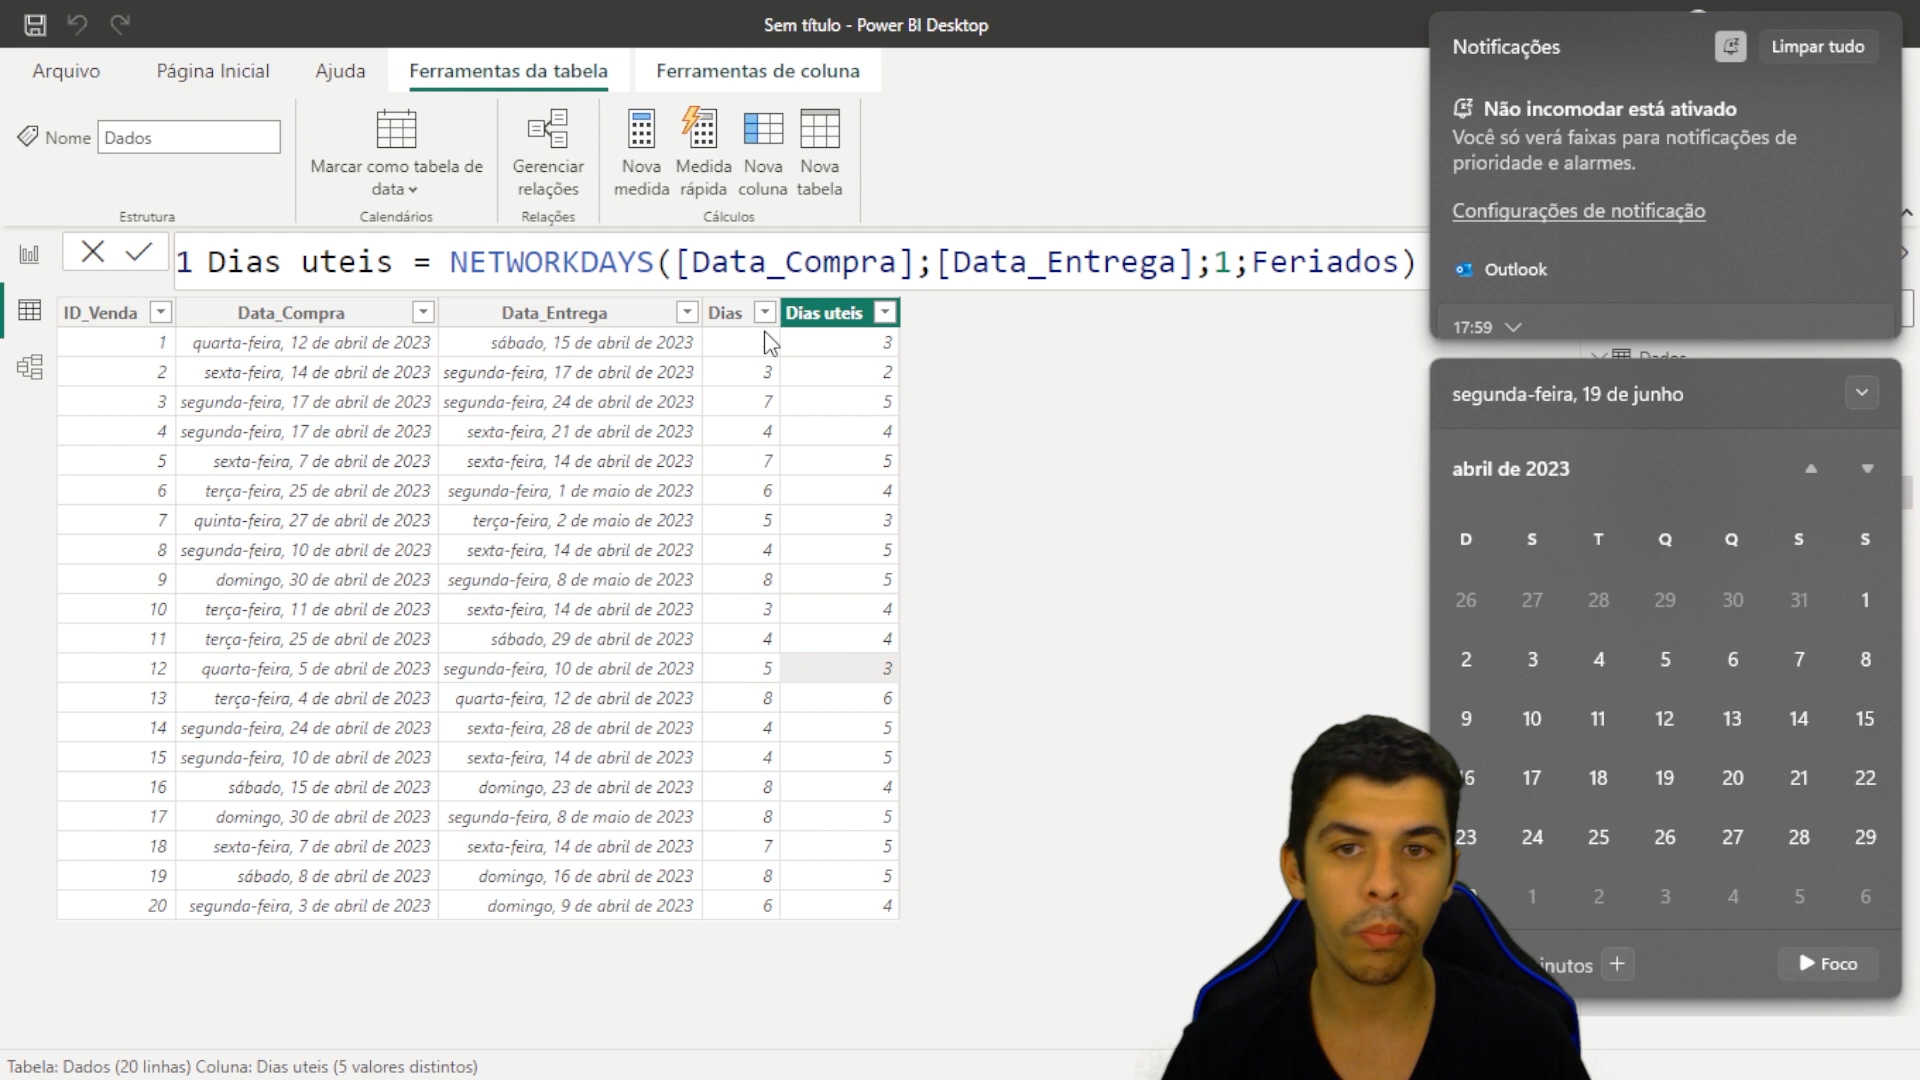 Sem título - Power BI Desktop
Arquivo
Página Inicial
Ajuda
Ferramentas da tabela
Ferramentas de coluna
Nome
Dados
Marcar como tabela de
data
Gerenciar
relações
Nova
medida
Medida
rápida
Nova
coluna
Nova
tabela
Estrutura
Calendários
Relações
Cálculos
1 Dias uteis = NETWORKDAYS([Data_Compra];[Data_Entrega];1;Feriados)
ID_Venda Data_Compra Data_Entrega Dias Dias uteis
1 quarta-feira, 12 de abril de 2023 sábado, 15 de abril de 2023 3
2 sexta-feira, 14 de abril de 2023 segunda-feira, 17 de abril de 2023 3 2
3 segunda-feira, 17 de abril de 2023 segunda-feira, 24 de abril de 2023 7 5
4 segunda-feira, 17 de abril de 2023 sexta-feira, 21 de abril de 2023 4 4
5 sexta-feira, 7 de abril de 2023 sexta-feira, 14 de abril de 2023 7 5
6 terça-feira, 25 de abril de 2023 segunda-feira, 1 de maio de 2023 6 4
7 quinta-feira, 27 de abril de 2023 terça-feira, 2 de maio de 2023 5 3
8 segunda-feira, 10 de abril de 2023 sexta-feira, 14 de abril de 2023 4 5
9 domingo, 30 de abril de 2023 segunda-feira, 8 de maio de 2023 8 5
10 terça-feira, 11 de abril de 2023 sexta-feira, 14 de abril de 2023 3 4
11 terça-feira, 25 de abril de 2023 sábado, 29 de abril de 2023 4 4
12 quarta-feira, 5 de abril de 2023 segunda-feira, 10 de abril de 2023 5 3
13 terça-feira, 4 de abril de 2023 quarta-feira, 12 de abril de 2023 8 6
14 segunda-feira, 24 de abril de 2023 sexta-feira, 28 de abril de 2023 4 5
15 segunda-feira, 10 de abril de 2023 sexta-feira, 14 de abril de 2023 4 5
16 sábado, 15 de abril de 2023 domingo, 23 de abril de 2023 8 4
17 domingo, 30 de abril de 2023 segunda-feira, 8 de maio de 2023 8 5
18 sexta-feira, 7 de abril de 2023 sexta-feira, 14 de abril de 2023 7 5
19 sábado, 8 de abril de 2023 domingo, 16 de abril de 2023 8 5
20 segunda-feira, 3 de abril de 2023 domingo, 9 de abril de 2023 6 4
Tabela: Dados (20 linhas) Coluna: Dias uteis (5 valores distintos)
Notificações
Limpar tudo
Não incomodar está ativado
Você só verá faixas para notificações de
prioridade e alarmes.
Configurações de notificação
Outlook
17:59
segunda-feira, 19 de junho
abril de 2023
D S T Q Q S S
26 27 28 29 30 31 1
2 3 4 5 6 7 8
9 10 11 12 13 14 15
17 18 19 20 21 22
23 24 25 26 27 28 29
1 2 3 4 5 6
Foco